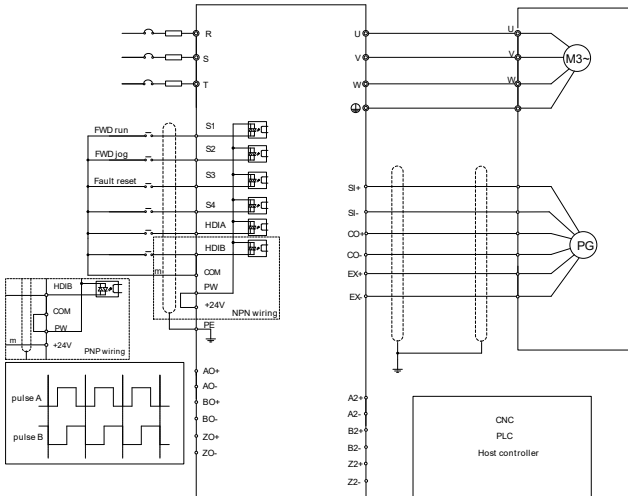 R
S
T
U
V
W
U
V
W
M3~
FWD run
S1
FWD jog
S2
Fault reset
S3
S4
HDIA
HDIB
m
COM
PW
+24V
NPN wiring
PE
HDIB
COM
PW
m
+24V
PNP wiring
SI+
SI-
CO+
CO-
EX+
EX-
PG
pulse A
pulse B
AO+
AO-
BO+
BO-
ZO+
ZO-
A2+
A2-
B2+
B2-
Z2+
Z2-
CNC
PLC
Host controller